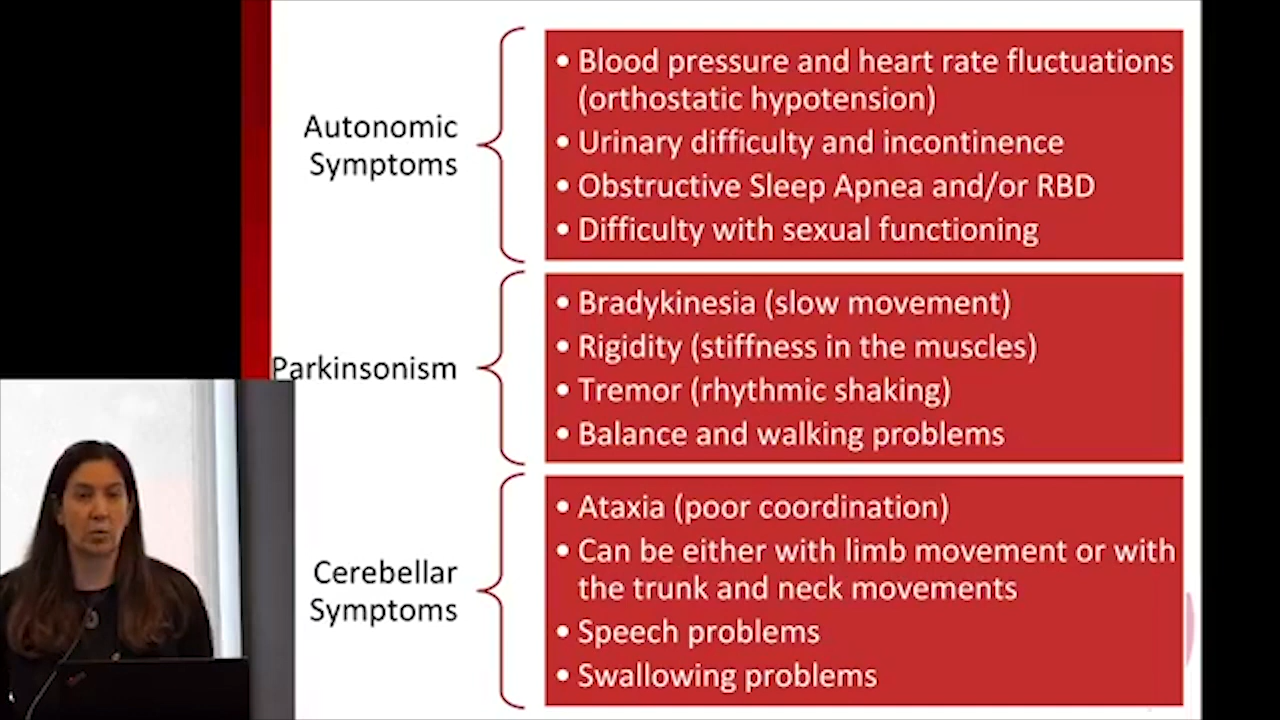 Autonomic
Symptoms
• Blood pressure and heart rate fluctuations
(orthostatic hypotension)
• Urinary difficulty and incontinence
• Obstructive Sleep Apnea and/or RBD
• Difficulty with sexual functioning
Parkinsonism
• Bradykinesia (slow movement)
• Rigidity (stiffness in the muscles)
• Tremor (rhythmic shaking)
• Balance and walking problems
Cerebellar
Symptoms
• Ataxia (poor coordination)
• Can be either with limb movement or with
the trunk and neck movements
• Speech problems
• Swallowing problems